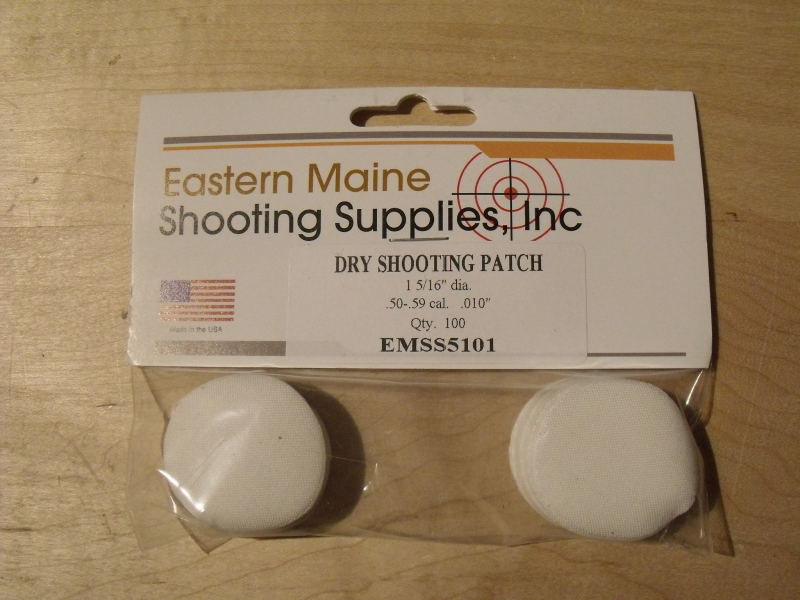 Eastern Maine
Shooting Supplies, Inc
DRY SHOOTING PATCH
1 5/16" dia.
.50-.59 cal. .010"
Qty. 100
EMSS5101
Made in the USA